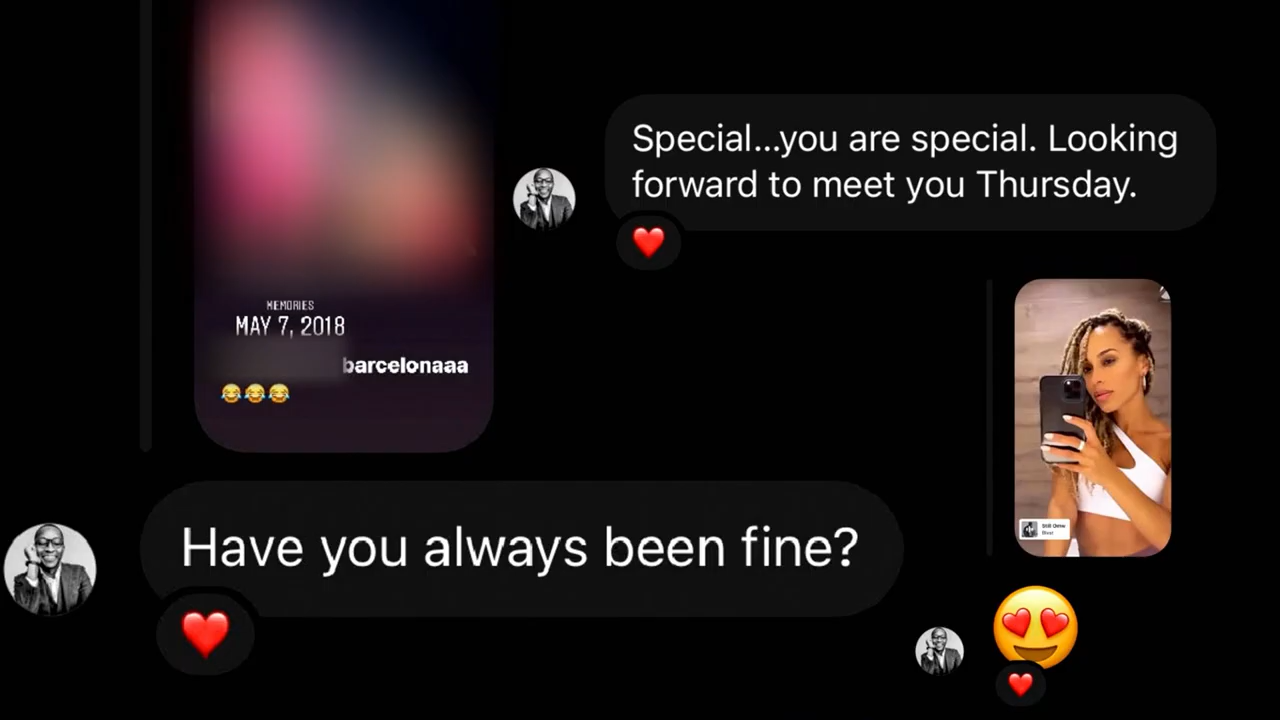 Special...you are special. Looking
forward to meet you Thursday.
MEMORIES
MAY 7, 2018
barcelonaaa
😂😂😂
Have you always been fine?